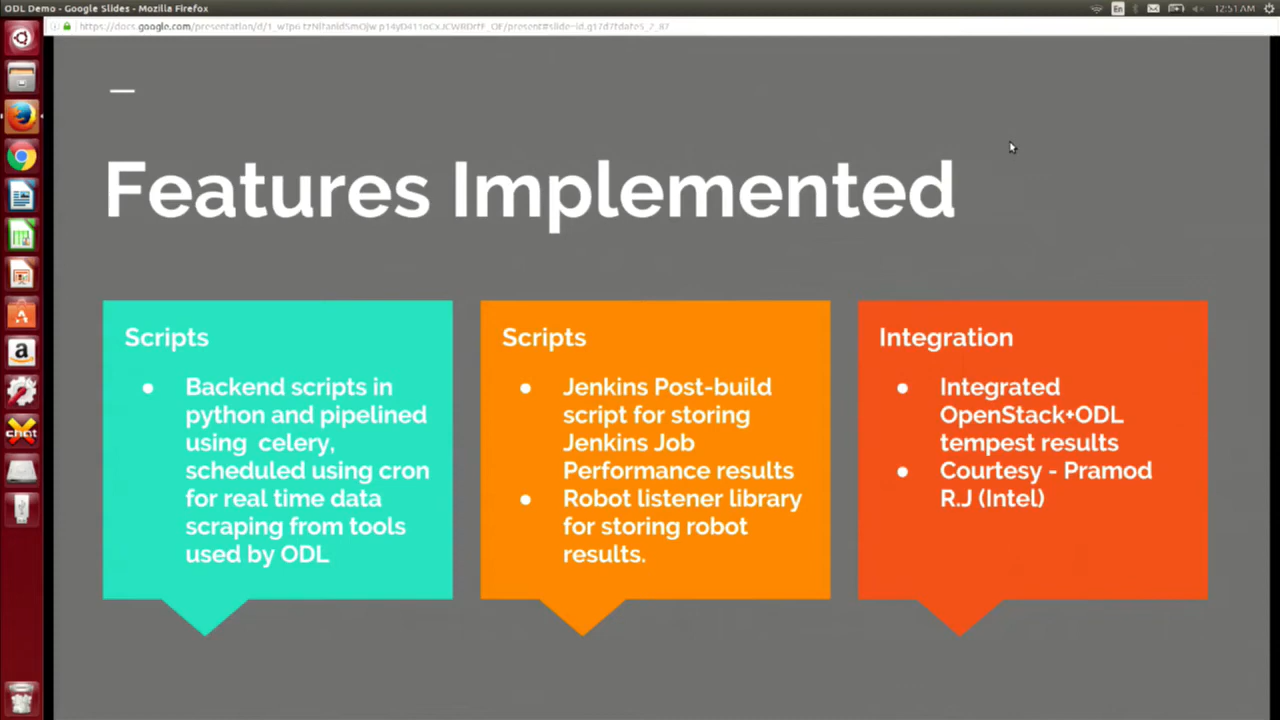 ODL Demo - Google Slides - Mozilla Firefox
En
12:51 AM
Features Implemented
Scripts
● Backend scripts in
python and pipelined
using celery,
scheduled using cron
for real time data
scraping from tools
used by ODL
Scripts
● Jenkins Post-build
script for storing
Jenkins Job
Performance results
● Robot listener library
for storing robot
results.
Integration
● Integrated
OpenStack+ODL
tempest results
● Courtesy - Pramod
R.J (Intel)
a
chat